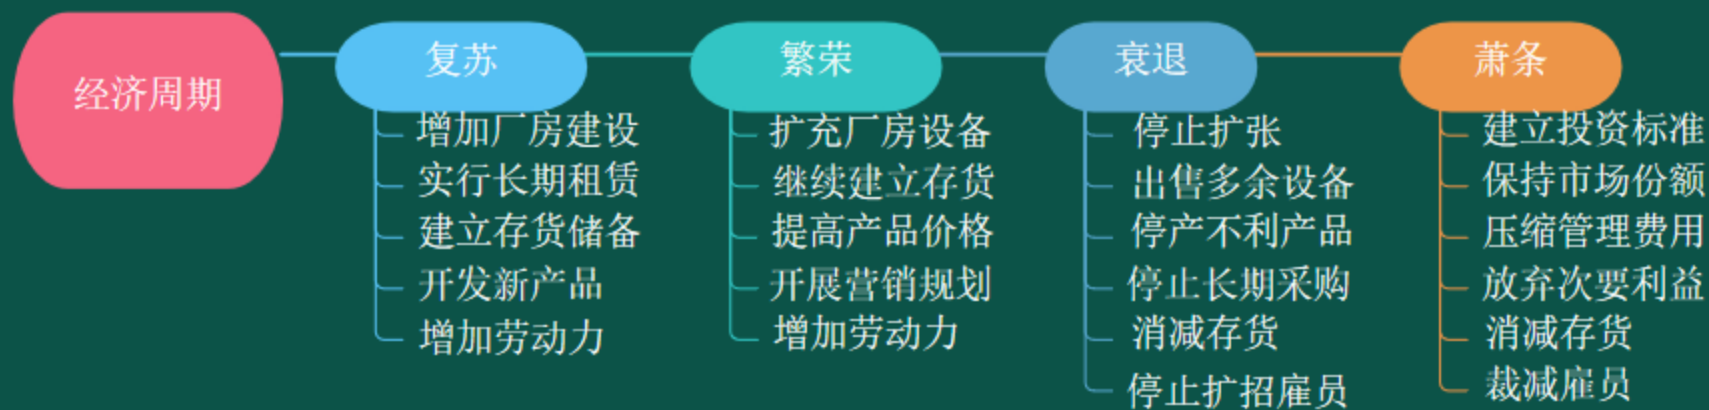 经济周期
复苏
增加厂房建设
实行长期租赁
建立存货储备
开发新产品
增加劳动力
繁荣
扩充厂房设备
继续建立存货
提高产品价格
开展营销规划
增加劳动力
衰退
停止扩张
出售多余设备
停产不利产品
停止长期采购
消减存货
停止扩招雇员
萧条
建立投资标准
保持市场份额
压缩管理费用
放弃次要利益
消减存货
裁减雇员